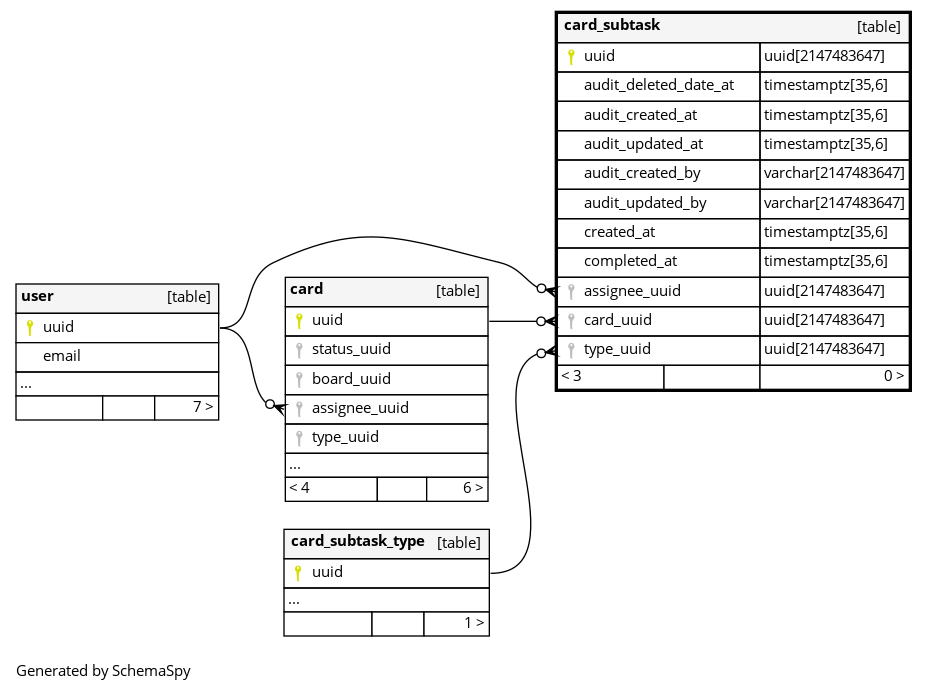 card_subtask [table]
uuid uuid[2147483647]
audit_deleted_date_at timestamptz[35,6]
audit_created_at timestamptz[35,6]
audit_updated_at timestamptz[35,6]
audit_created_by varchar[2147483647]
audit_updated_by varchar[2147483647]
created_at timestamptz[35,6]
completed_at timestamptz[35,6]
assignee_uuid uuid[2147483647]
card_uuid uuid[2147483647]
type_uuid uuid[2147483647]
< 3 0 >
user [table]
uuid
email
...
7 >
card [table]
uuid
status_uuid
board_uuid
assignee_uuid
type_uuid
...
< 4 6 >
card_subtask_type [table]
uuid
...
1 >
Generated by SchemaSpy